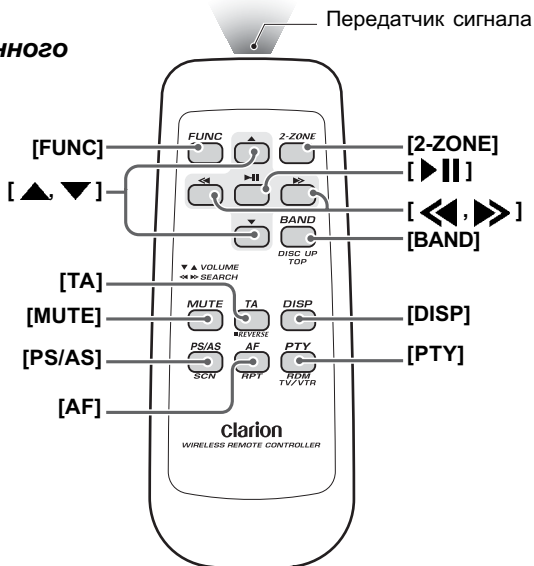 Передатчик сигнала
нного
FUNC
2-ZONE
[FUNC]
[2-ZONE]
[▶❙❙]
[▲, ▼]
[◀◀, ▶▶]
BAND
[BAND]
DISC UP
TOP
▼ ▲ VOLUME
◀◀ ▶▶ SEARCH
[TA]
MUTE
TA
DISP
[MUTE]
[DISP]
■REVERSE
PS/AS
AF
PTY
[PS/AS]
[PTY]
SCN
RPT
RDM
TV/VTR
[AF]
clarion
WIRELESS REMOTE CONTROLLER